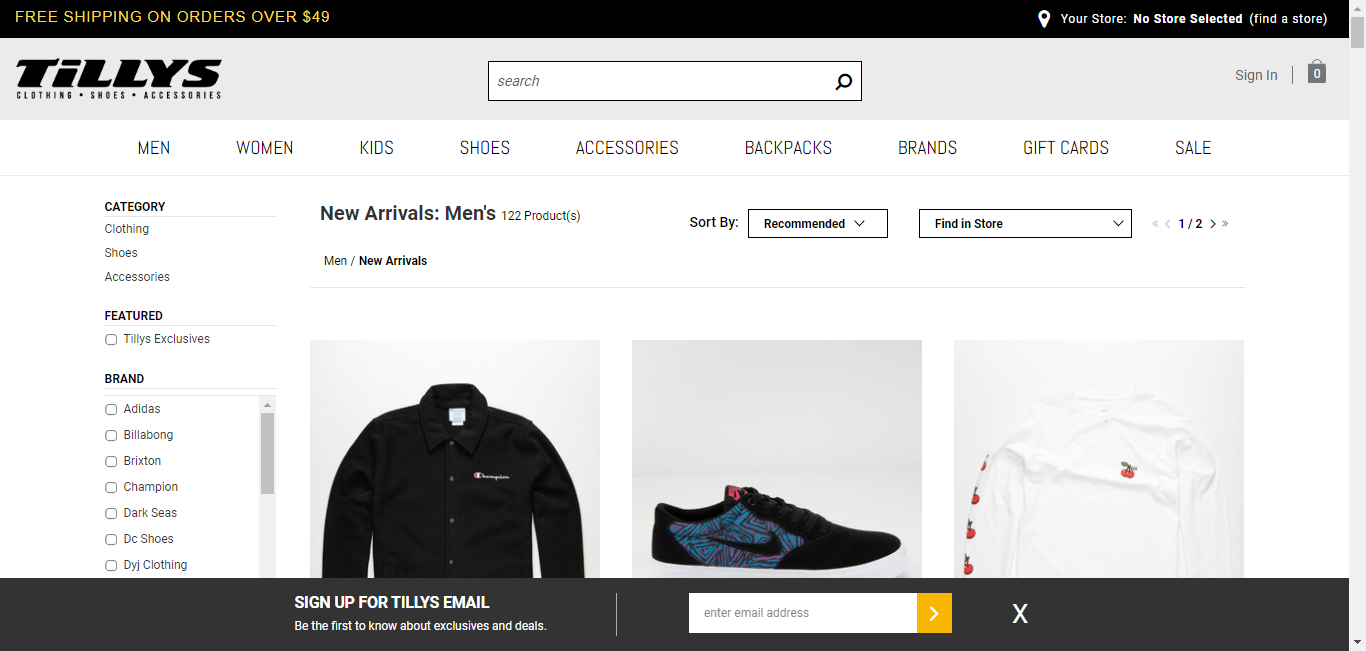 FREE SHIPPING ON ORDERS OVER $49
Your Store: No Store Selected (find a store)
TILLYS
CLOTHING • SHOES • ACCESSORIES
search
Sign In
0
MEN WOMEN KIDS SHOES ACCESSORIES BACKPACKS BRANDS GIFT CARDS SALE
CATEGORY
Clothing
Shoes
Accessories
FEATURED
Tillys Exclusives
BRAND
Adidas
Billabong
Brixton
Champion
Dark Seas
Dc Shoes
Dyj Clothing
New Arrivals: Men's 122 Product(s)
Sort By: Recommended
Find in Store
« < 1 / 2 > »
Men / New Arrivals
Champion
SIGN UP FOR TILLYS EMAIL
Be the first to know about exclusives and deals.
enter email address
X